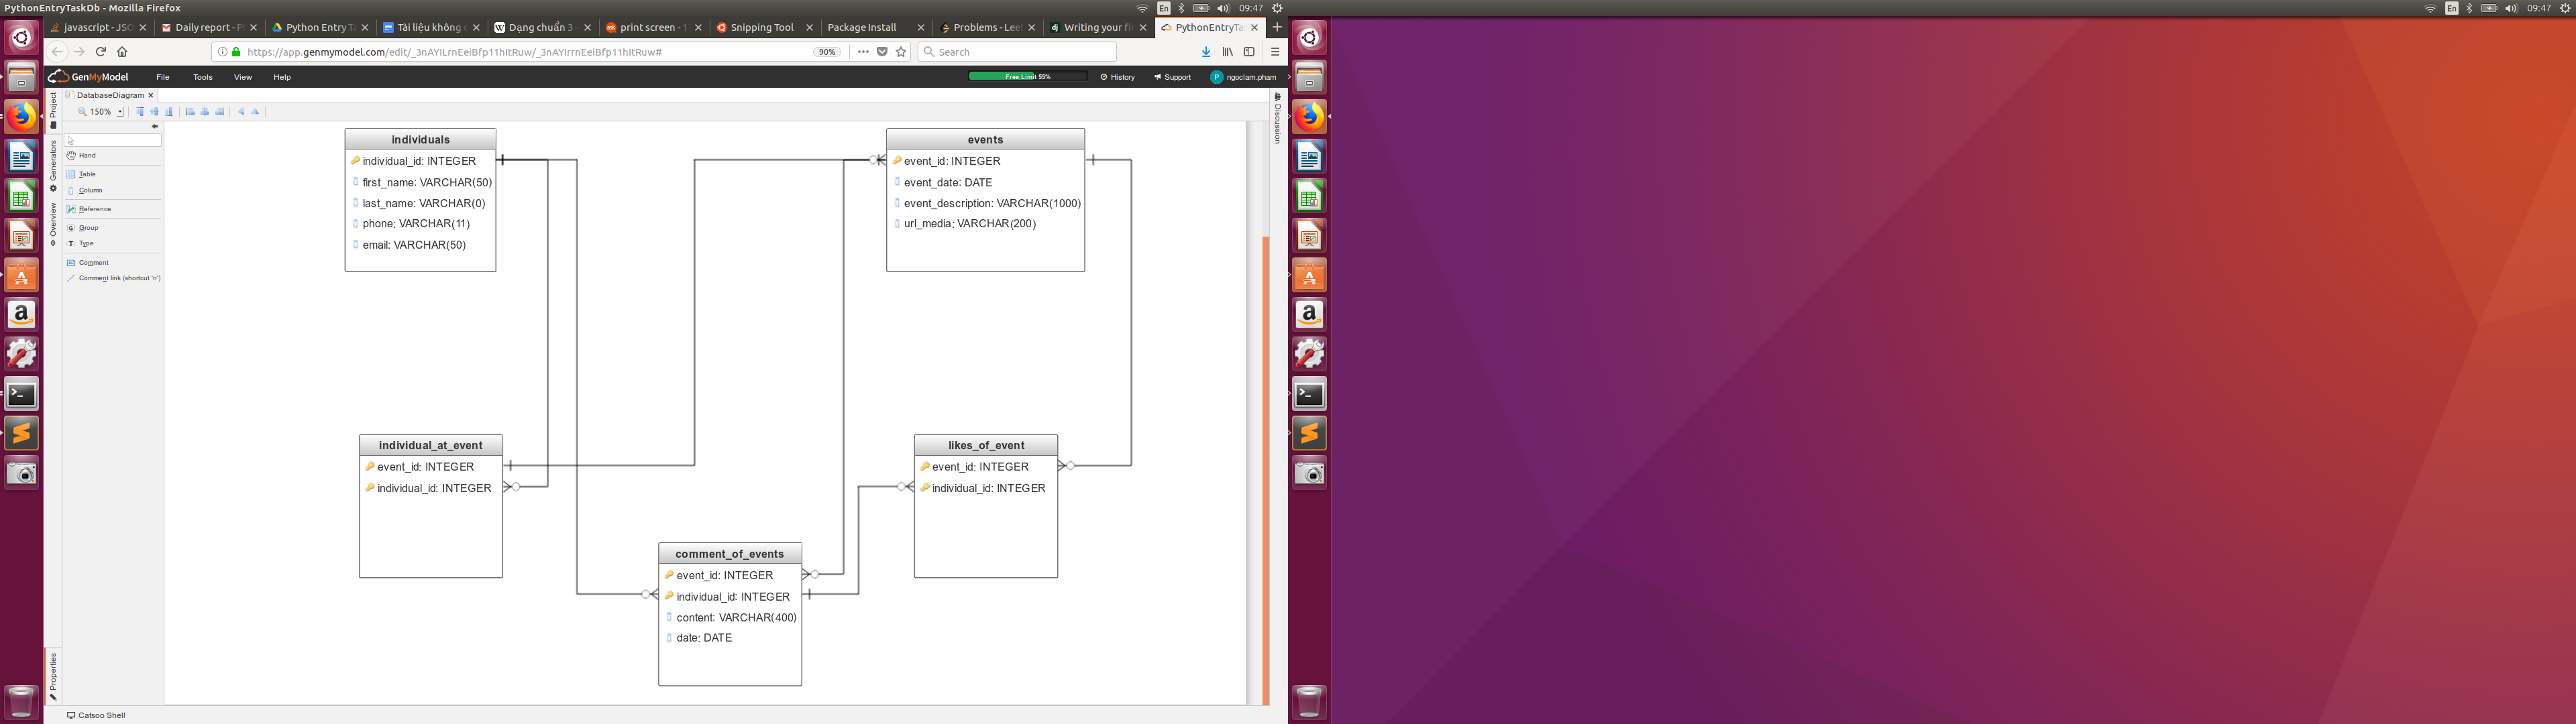 PythonEntryTaskDb - Mozilla Firefox
En
09:47
En
09:47
javascript - JSO
Daily report - P
Python Entry Ta
Tài liệu không c
Dạng chuẩn 3 -
print screen - 1
Snipping Tool
Package Install
Problems - Leet
Writing your fi
PythonEntryTas
https://app.genmymodel.com/edit/_3nAYILrnEeiBfp11hItRuw/_3nAYIrrnEeiBfp11hItRuw#
90%
Search
GenMyModel
File
Tools
View
Help
Free Limit 55%
History
Support
P
ngoclam.pham
DatabaseDiagram
150%
Project
Generators
Overview
Properties
Discussion
Hand
Table
Column
Reference
Group
Type
Comment
Comment link (shortcut 'n')
individuals
individual_id: INTEGER
first_name: VARCHAR(50)
last_name: VARCHAR(0)
phone: VARCHAR(11)
email: VARCHAR(50)
events
event_id: INTEGER
event_date: DATE
event_description: VARCHAR(1000)
url_media: VARCHAR(200)
individual_at_event
event_id: INTEGER
individual_id: INTEGER
likes_of_event
event_id: INTEGER
individual_id: INTEGER
comment_of_events
event_id: INTEGER
individual_id: INTEGER
content: VARCHAR(400)
date: DATE
Catsoo Shell